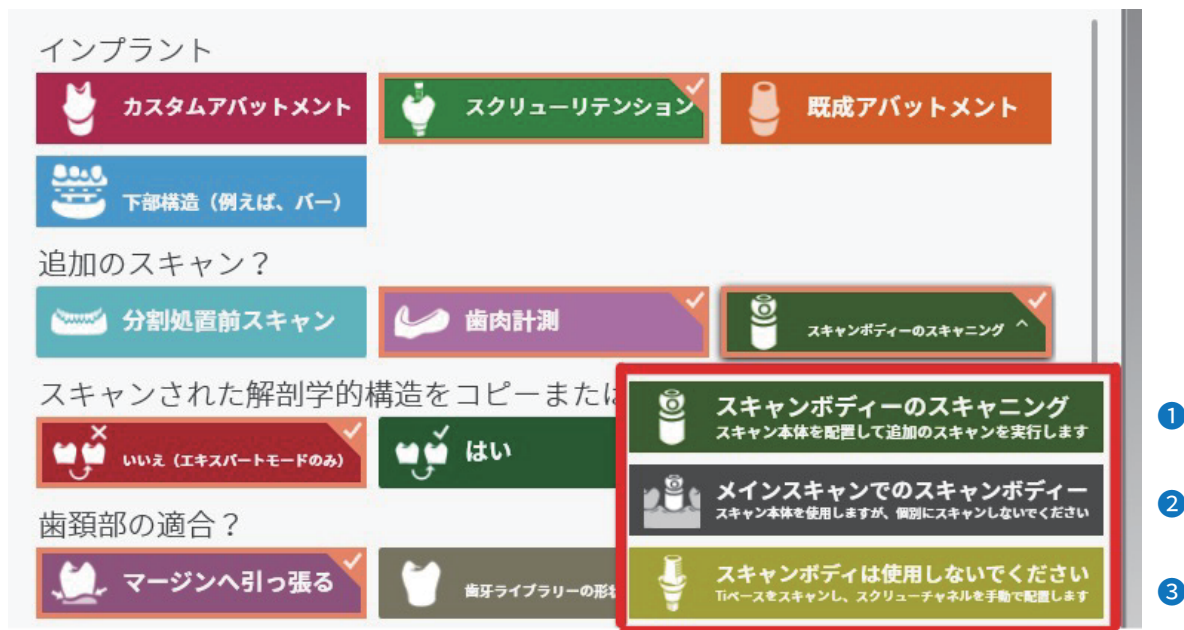 インプラント
カスタムアバットメント
スクリューリテンション
既成アバットメント
下部構造（例えば、バー）
追加のスキャン？
分割処置前スキャン
歯肉計測
スキャンボディーのスキャニング
スキャンされた解剖学的構造をコピーまたは
いいえ（エキスパートモードのみ）
はい
歯頚部の適合？
マージンへ引っ張る
歯牙ライブラリーの形
スキャンボディーのスキャニング
スキャン本体を配置して追加のスキャンを実行します
❶
メインスキャンでのスキャンボディー
スキャン本体を使用しますが、個別にスキャンしないでください
❷
スキャンボディは使用しないでください
Tiベースをスキャンし、スクリューチャネルを手動で配置します
❸